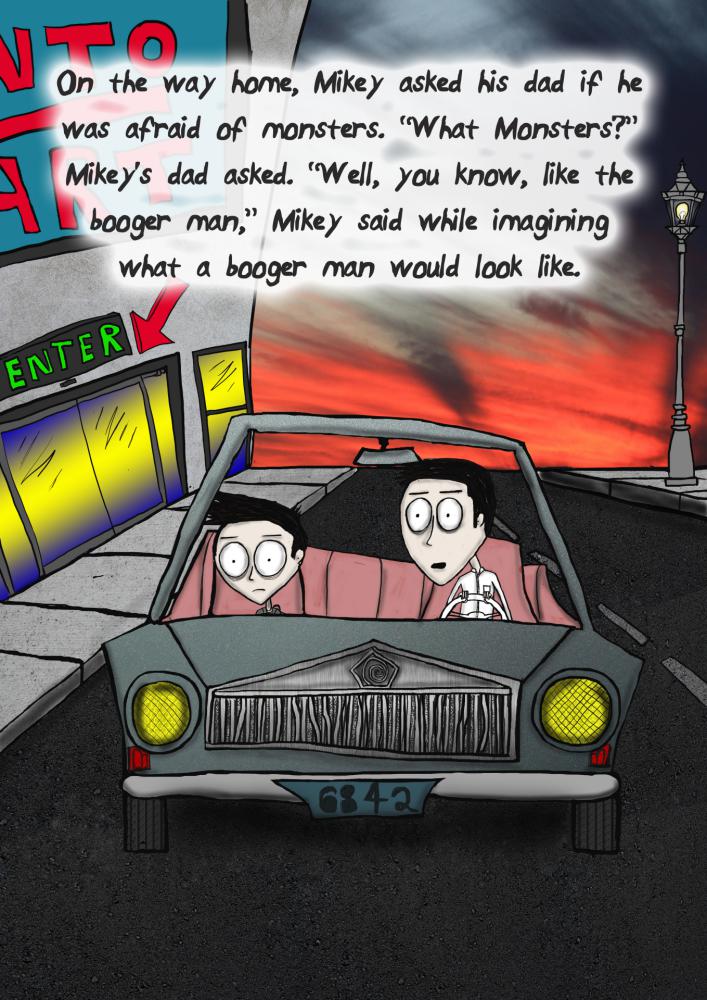 NTO
ART
On the way home, Mikey asked his dad if he
was afraid of monsters. “What Monsters?”
Mikey’s dad asked. “Well, you know, like the
booger man,” Mikey said while imagining
what a booger man would look like.
ENTER
6842